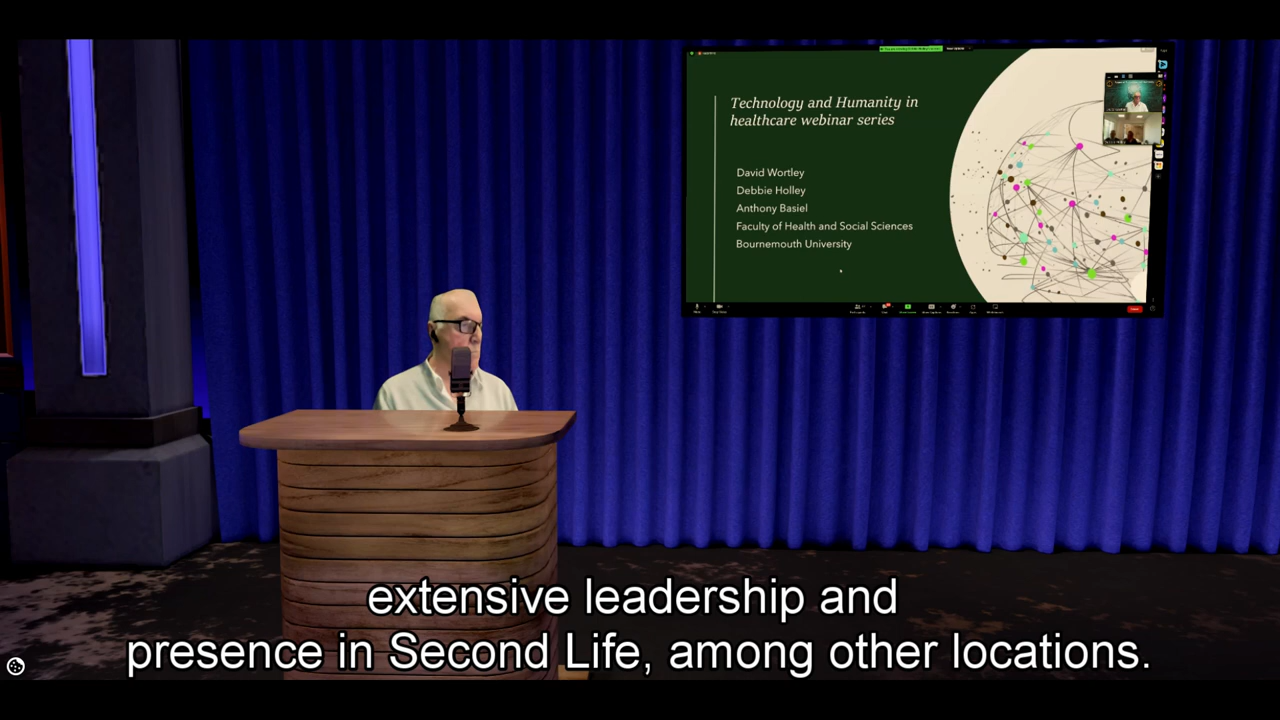 Technology and Humanity in
healthcare webinar series
David Wortley
Debbie Holley
Anthony Basiel
Faculty of Health and Social Sciences
Bournemouth University
extensive leadership and
presence in Second Life, among other locations.